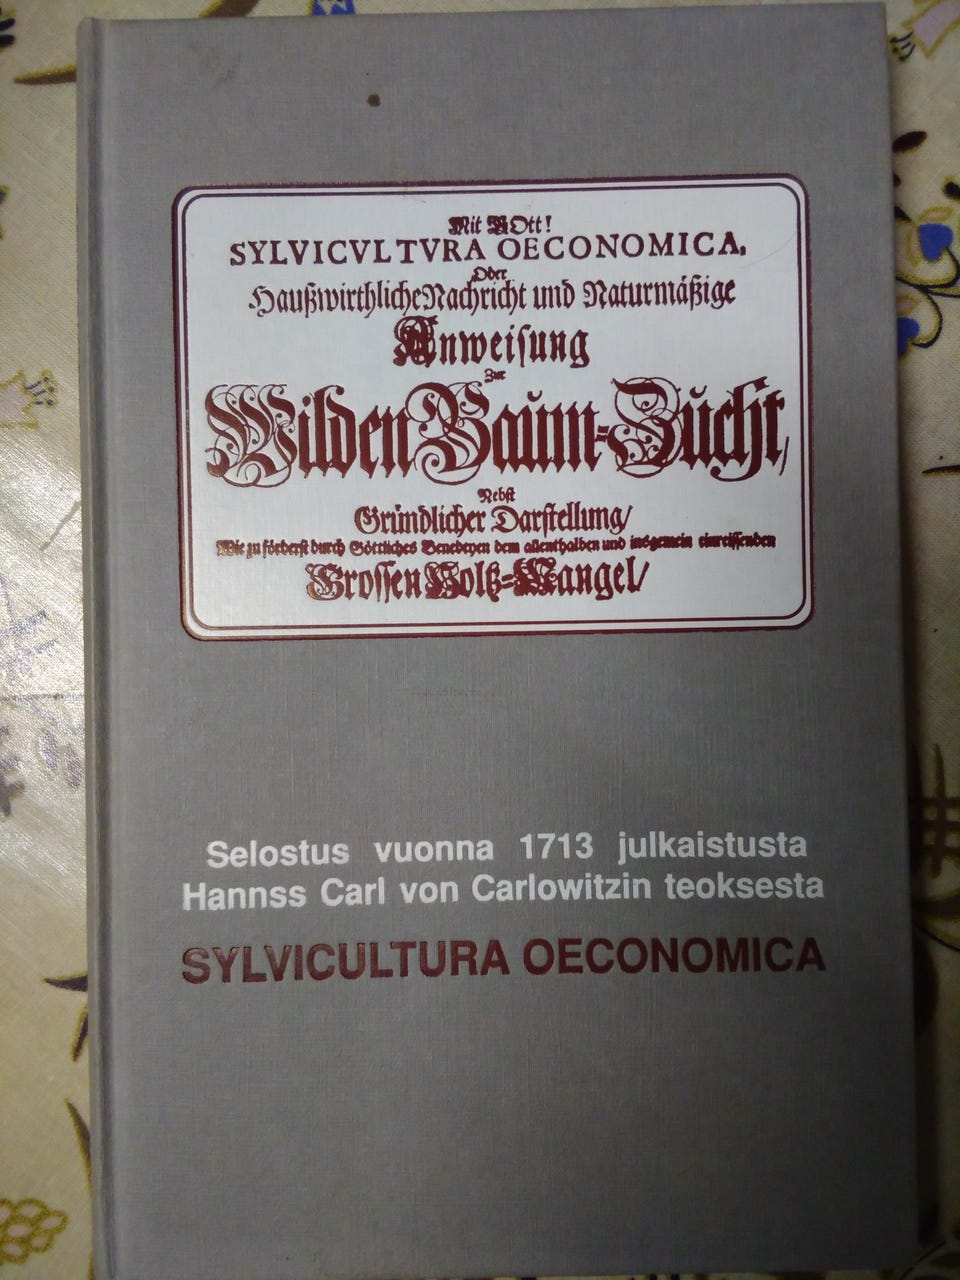 Mit GOtt!
SYLVICVLTVRA OECONOMICA,
Oder
Haußwirthliche Nachricht und Naturmäßige
Anweisung
Zur
Wilden Baum-Zucht,
Nebst
Gründlicher Darstellung/
Wie zu förderst durch Göttliches Benedeyen dem allenthalben und insgemein einreissenden
Grossen Holtz-Mangel/
Selostus vuonna 1713 julkaistusta
Hannss Carl von Carlowitzin teoksesta
SYLVICULTURA OECONOMICA